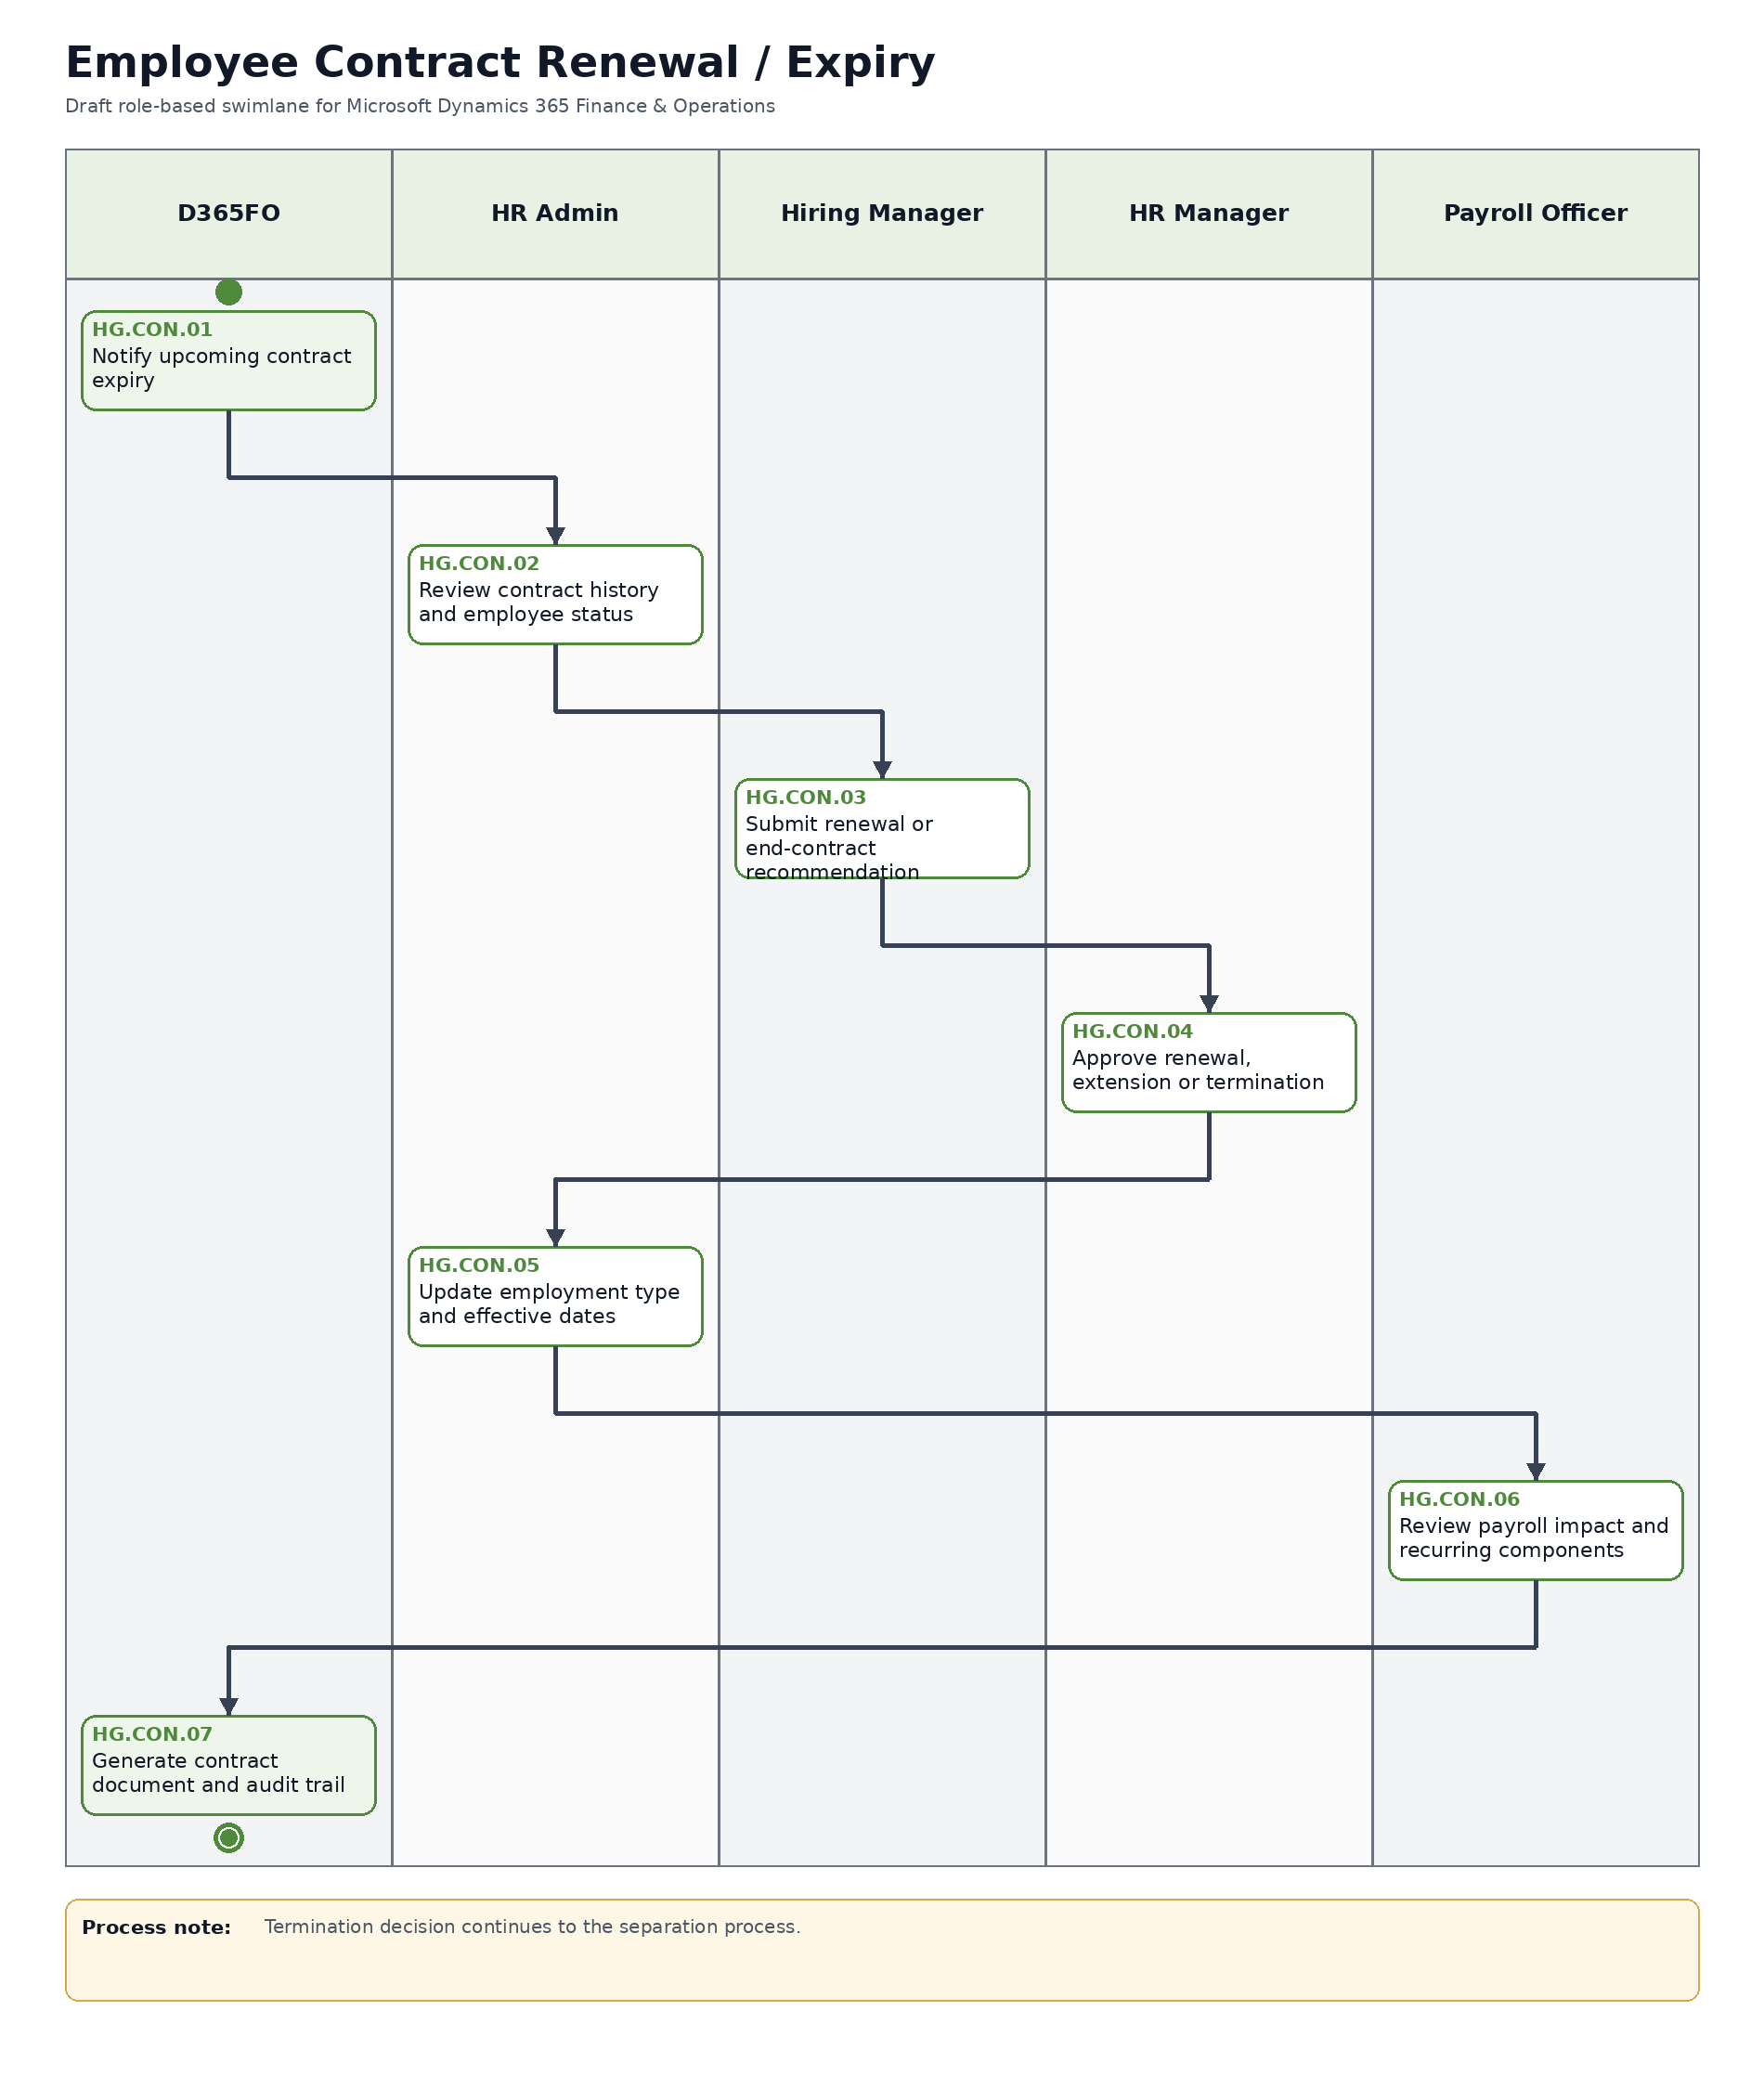 Employee Contract Renewal / Expiry
Draft role-based swimlane for Microsoft Dynamics 365 Finance & Operations
D365FO
HR Admin
Hiring Manager
HR Manager
Payroll Officer
HG.CON.01
Notify upcoming contract
expiry
HG.CON.02
Review contract history
and employee status
HG.CON.03
Submit renewal or
end-contract
recommendation
HG.CON.04
Approve renewal,
extension or termination
HG.CON.05
Update employment type
and effective dates
HG.CON.06
Review payroll impact and
recurring components
HG.CON.07
Generate contract
document and audit trail
Process note: Termination decision continues to the separation process.